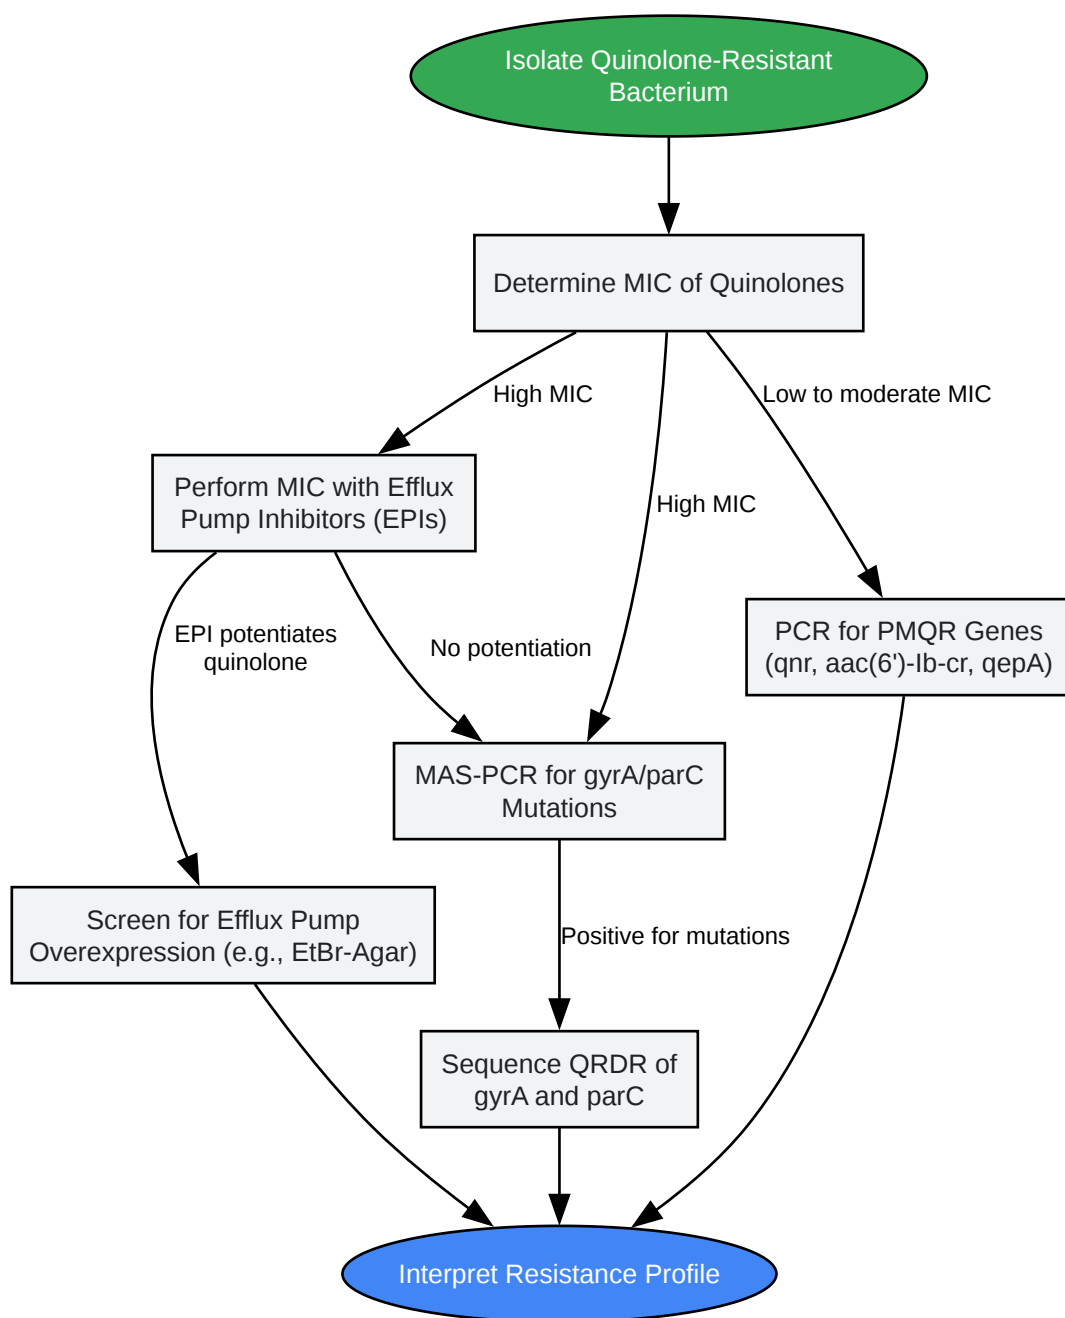 Isolate Quinolone-Resistant
Bacterium
Determine MIC of Quinolones
High MIC
Low to moderate MIC
Perform MIC with Efflux
Pump Inhibitors (EPIs)
High MIC
EPI potentiates
quinolone
No potentiation
PCR for PMQR Genes
(qnr, aac(6')-Ib-cr, qepA)
MAS-PCR for gyrA/parC
Mutations
Screen for Efflux Pump
Overexpression (e.g., EtBr-Agar)
Positive for mutations
Sequence QRDR of
gyrA and parC
Interpret Resistance Profile